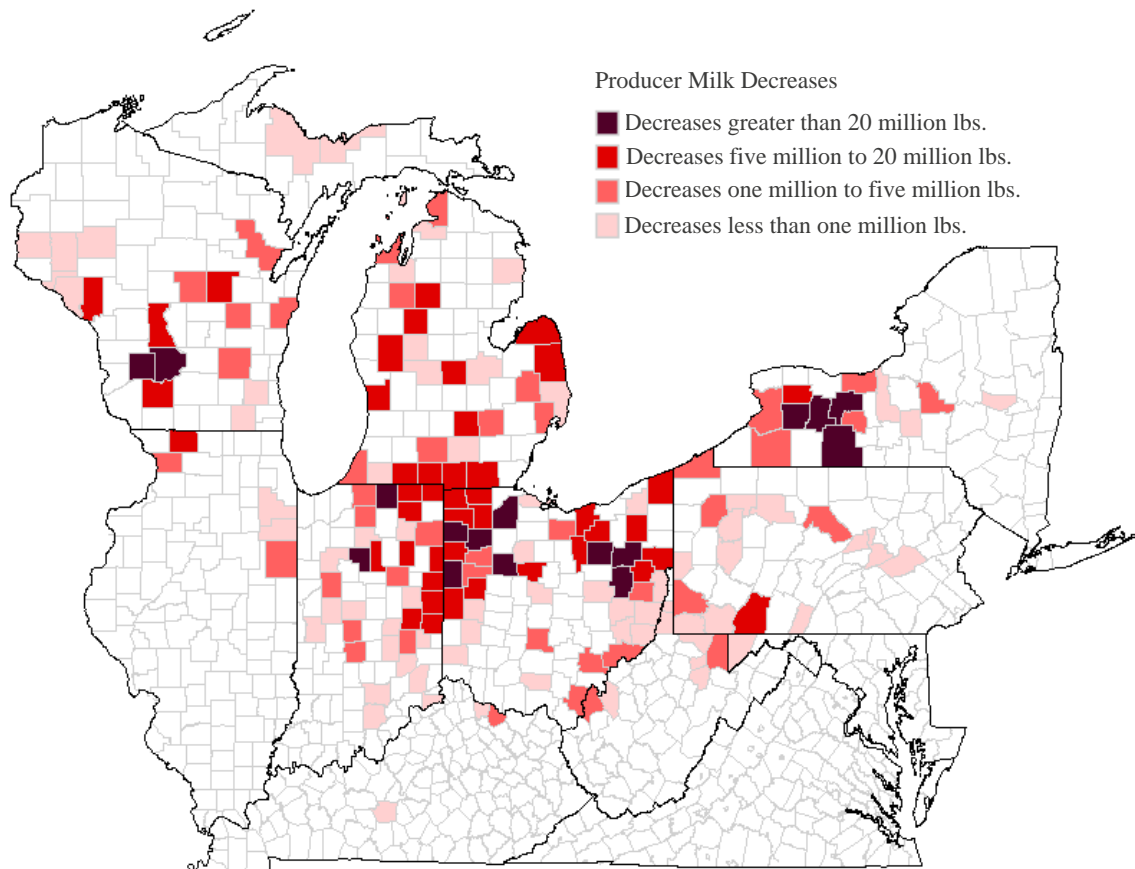 Producer Milk Decreases
Decreases greater than 20 million lbs.
Decreases five million to 20 million lbs.
Decreases one million to five million lbs.
Decreases less than one million lbs.